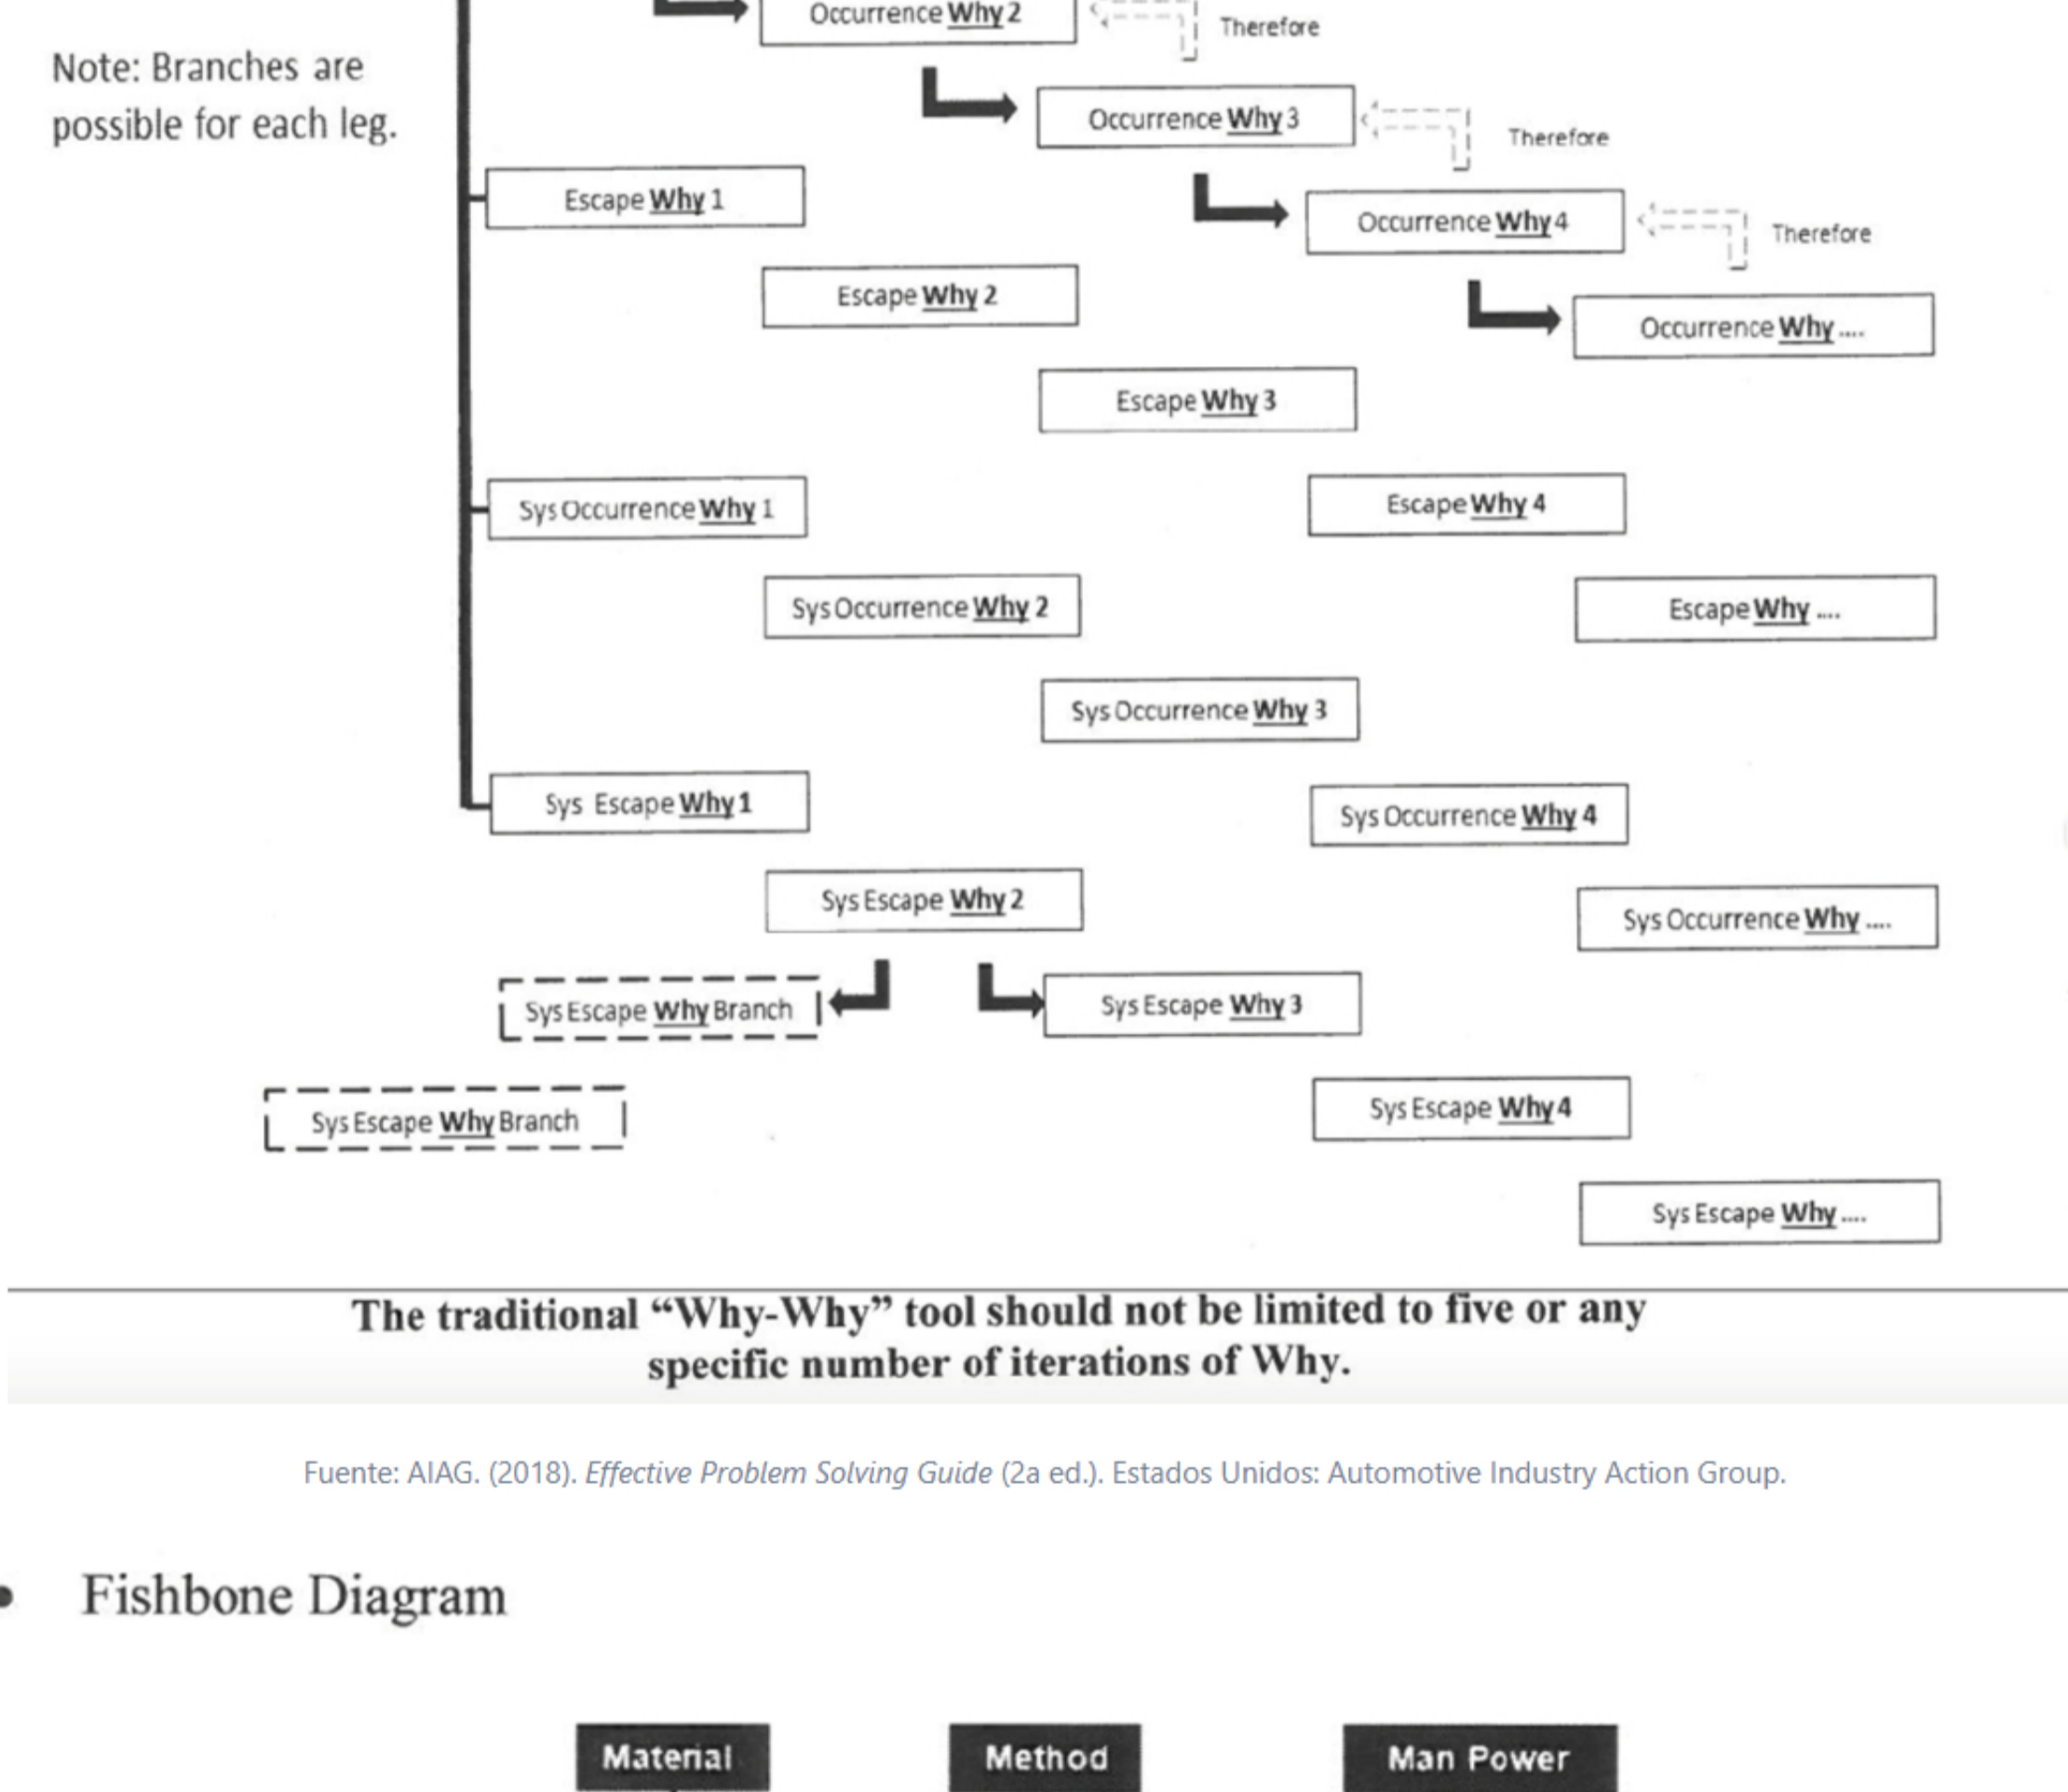 Occurrence Why 2
Therefore
Note: Branches are
possible for each leg.
Occurrence Why 3
Therefore
Escape Why 1
Occurrence Why 4
Therefore
Escape Why 2
Occurrence Why ....
Escape Why 3
Sys Occurrence Why 1
Escape Why 4
Sys Occurrence Why 2
Escape Why ....
Sys Occurrence Why 3
Sys Escape Why 1
Sys Occurrence Why 4
Sys Escape Why 2
Sys Occurrence Why ....
Sys Escape Why Branch
Sys Escape Why 3
Sys Escape Why Branch
Sys Escape Why 4
Sys Escape Why ....
The traditional “Why-Why” tool should not be limited to five or any
specific number of iterations of Why.
Fuente: AIAG. (2018). Effective Problem Solving Guide (2a ed.). Estados Unidos: Automotive Industry Action Group.
• Fishbone Diagram
Material
Method
Man Power